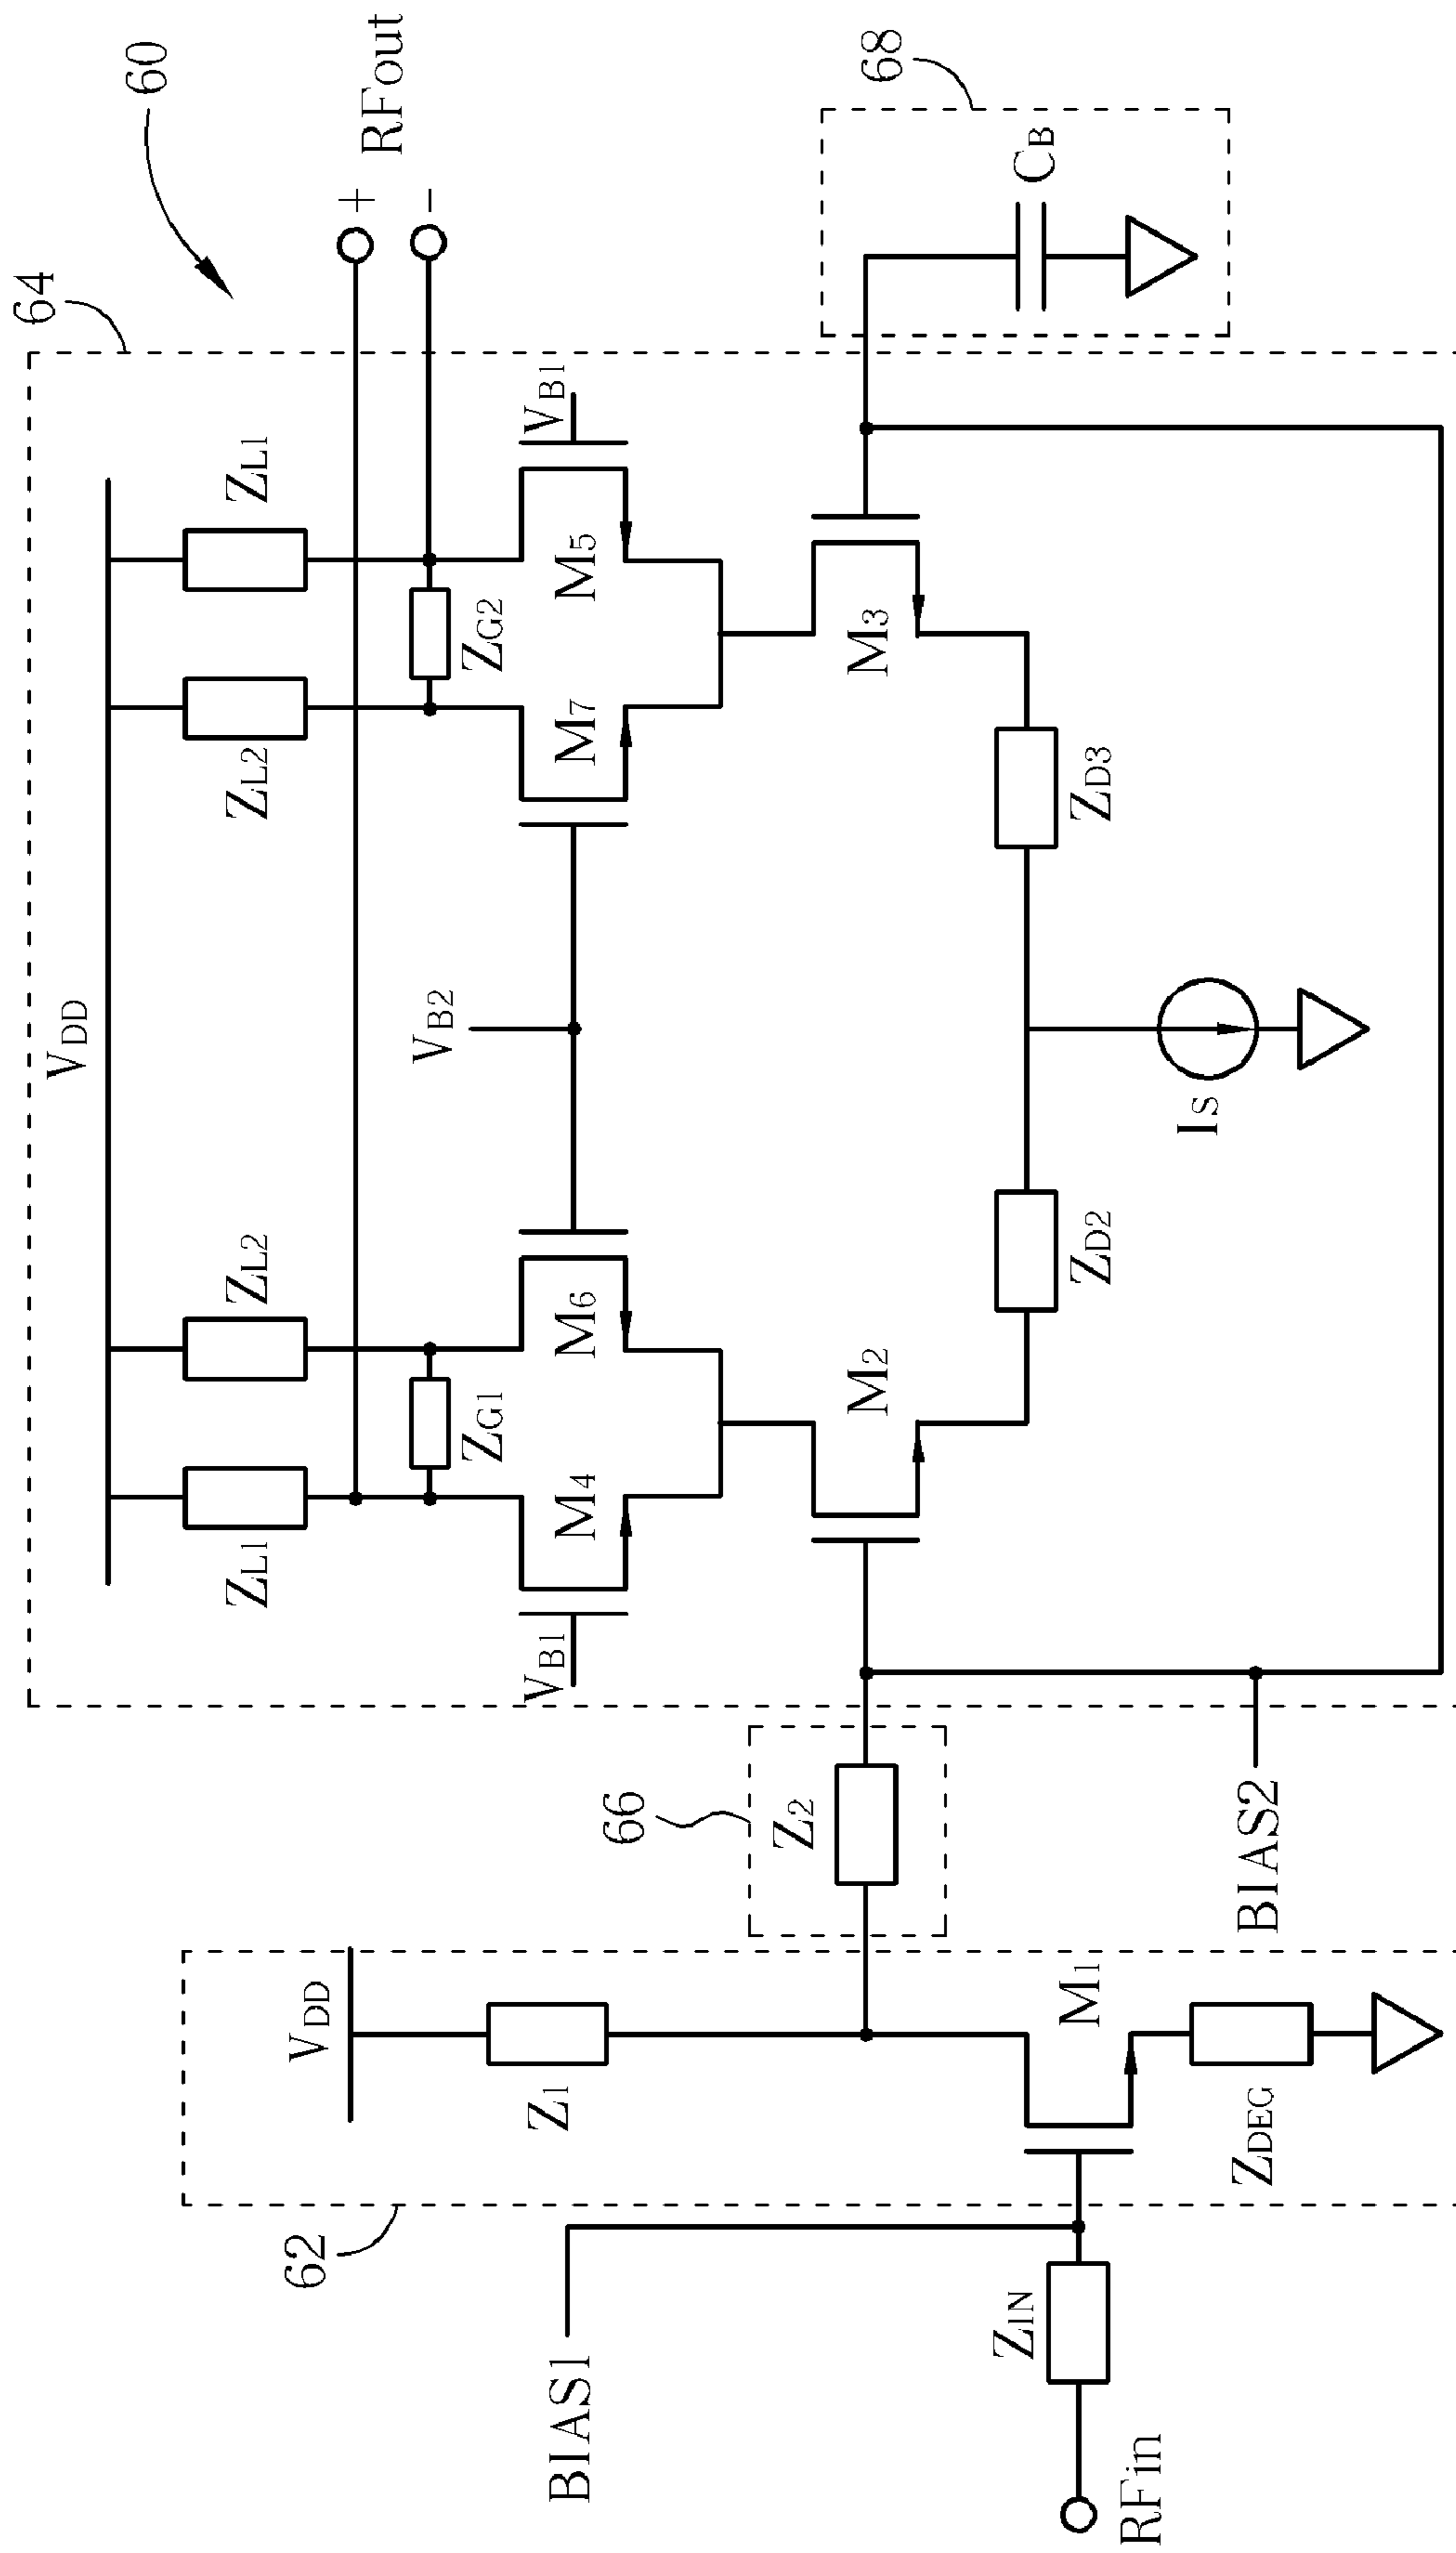 60
64
RFout
+
-
VDD
ZL1
ZL2
ZL2
ZL1
ZG1
ZG2
VB1
M4
M6
VB2
M7
M5
VB1
M2
M3
68
CB
ZD2
ZD3
IS
66
Z2
BIAS2
62
VDD
Z1
M1
ZDEG
BIAS1
ZIN
RFin